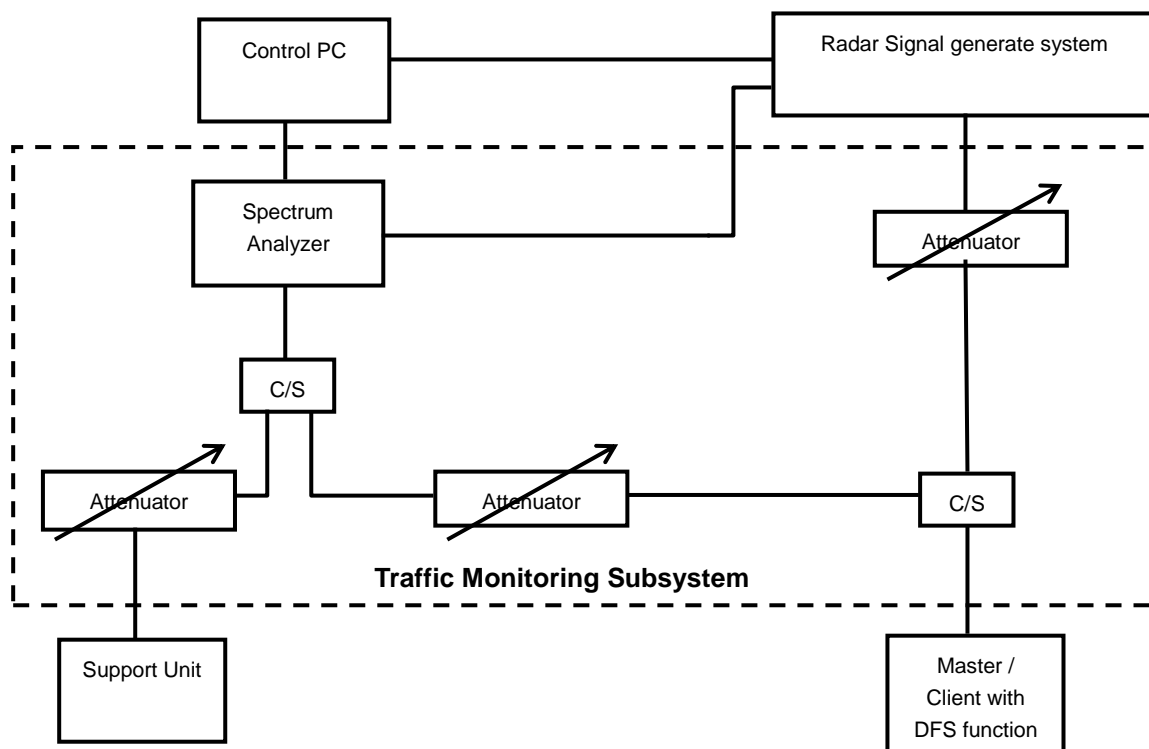 Control PC
Radar Signal generate system
Spectrum
Analyzer
Attenuator
C/S
Attenuator
Attenuator
C/S
Traffic Monitoring Subsystem
Support Unit
Master /
Client with
DFS function